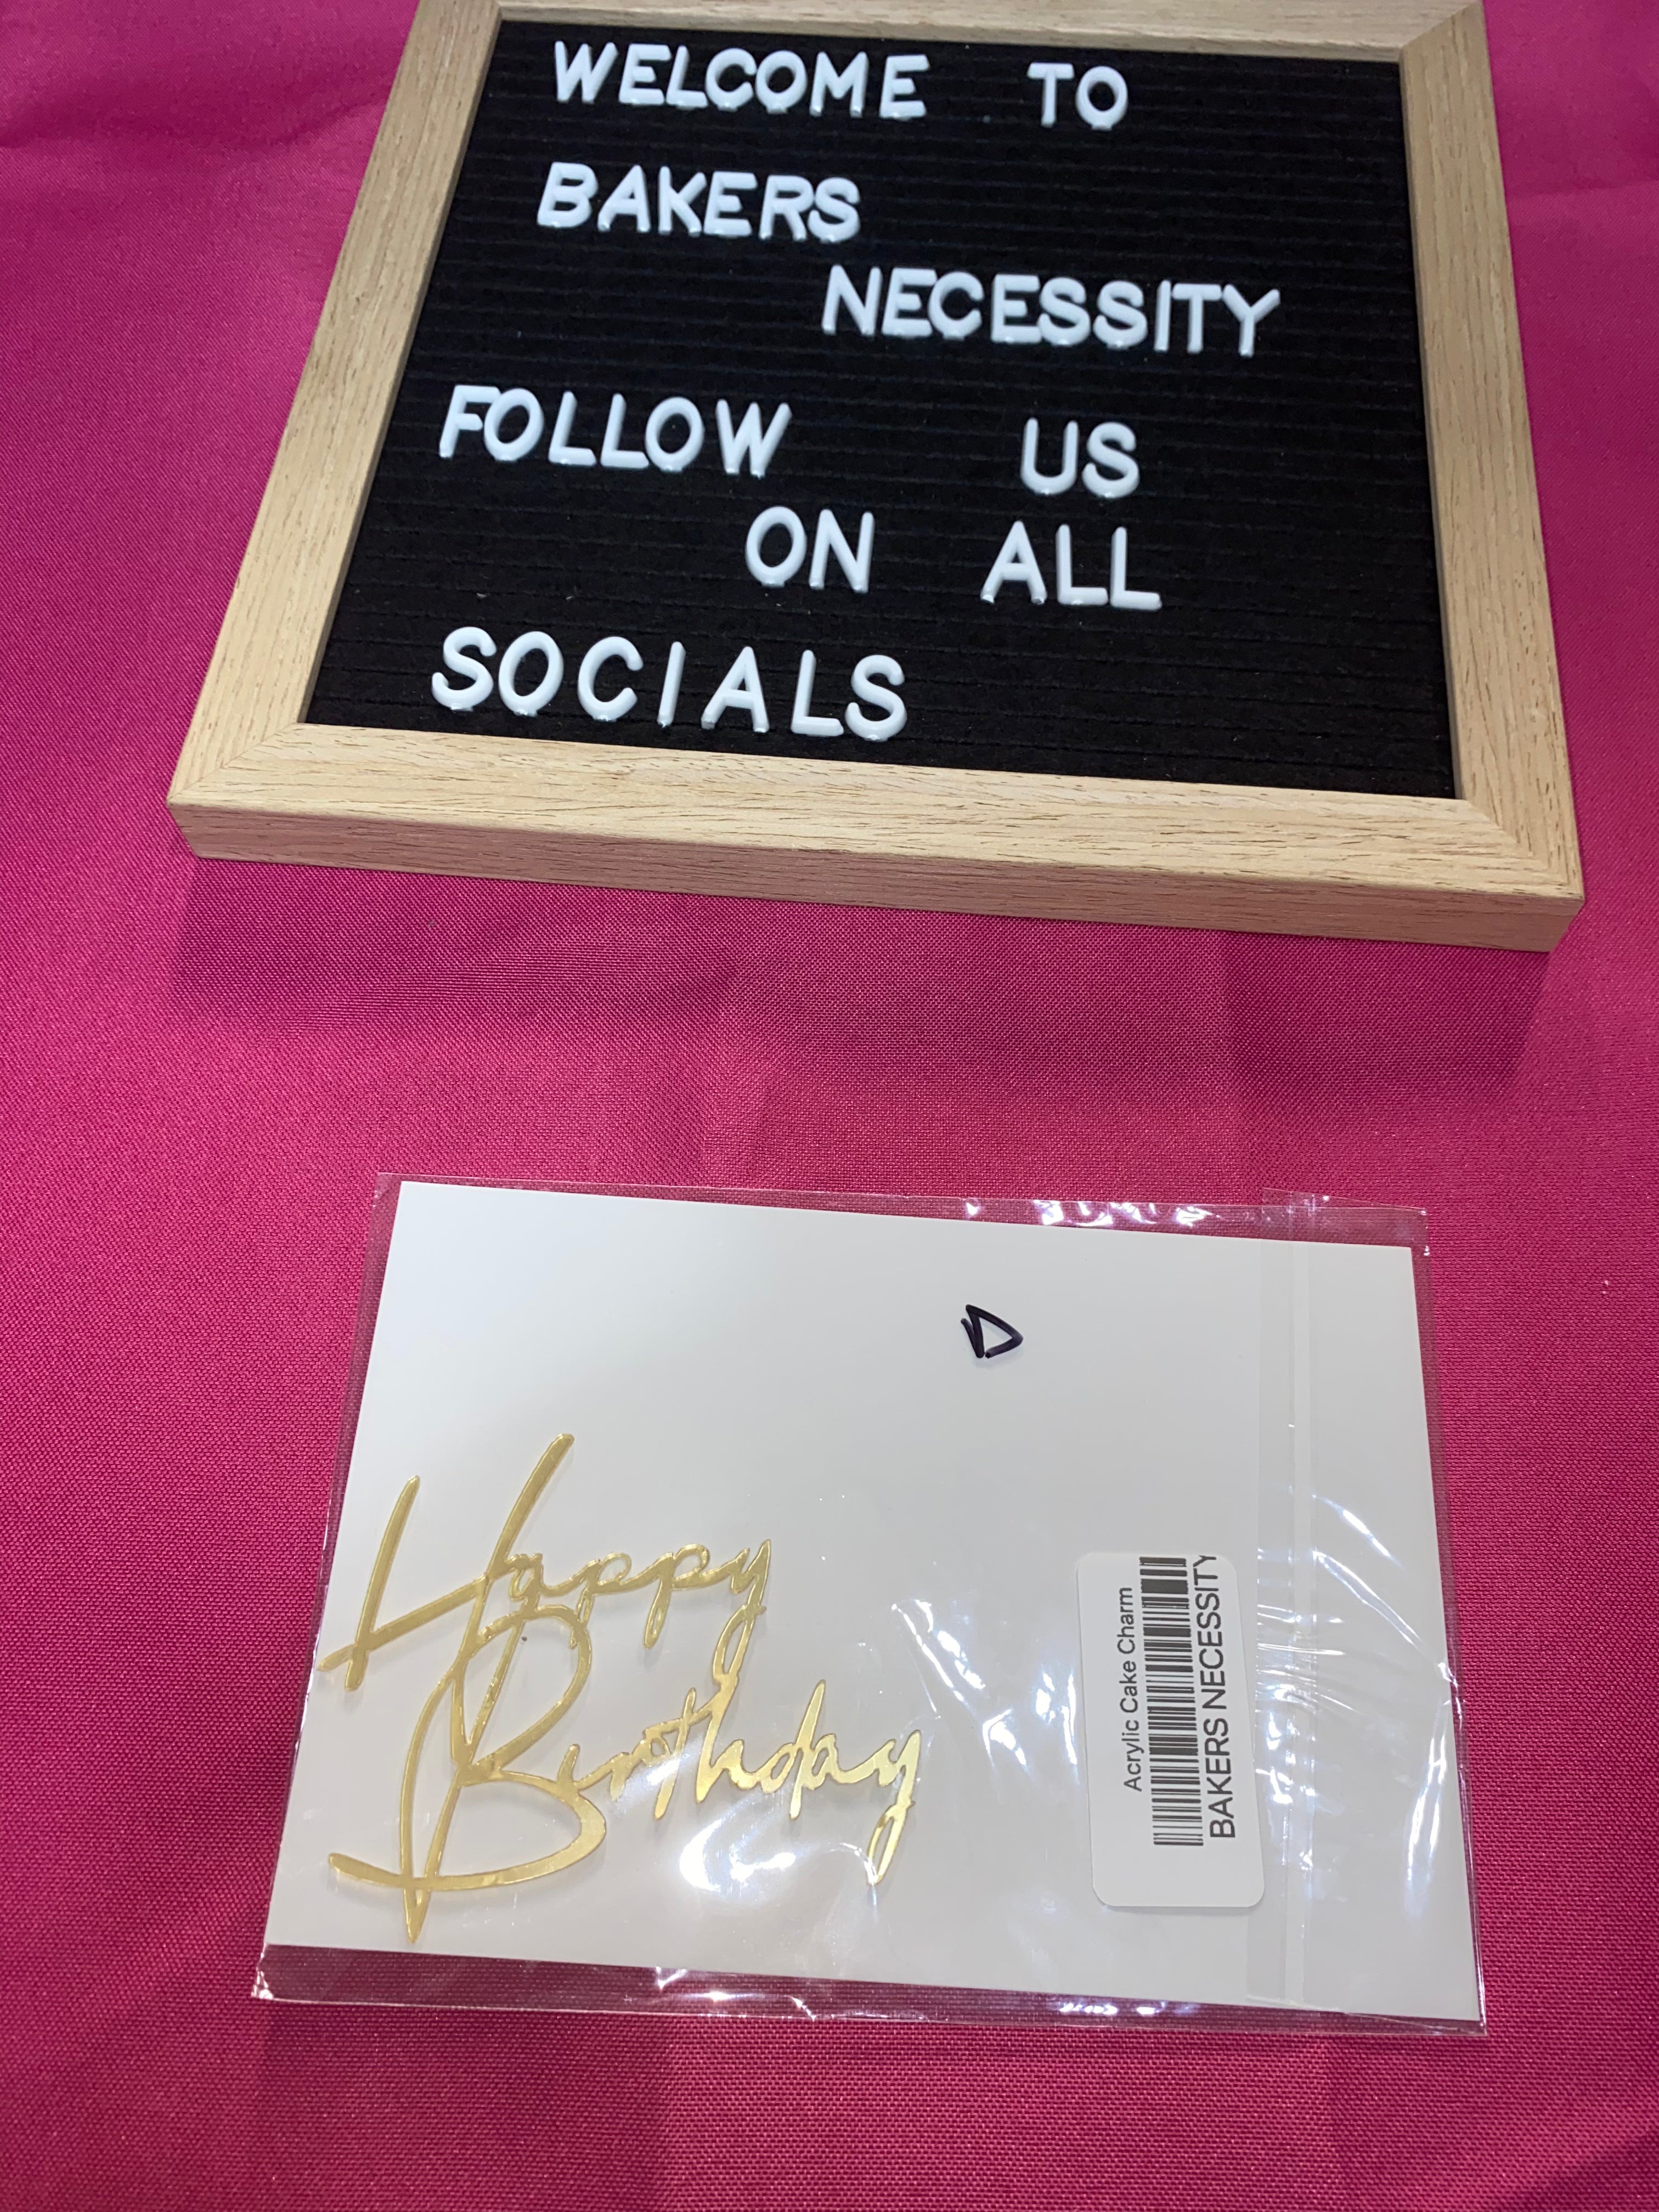 WELCOME TO
BAKERS
NECESSITY
FOLLOW US
ON ALL
SOCIALS
D
Happy
Birthday
Acrylic Cake Charm
BAKERS NECESSITY